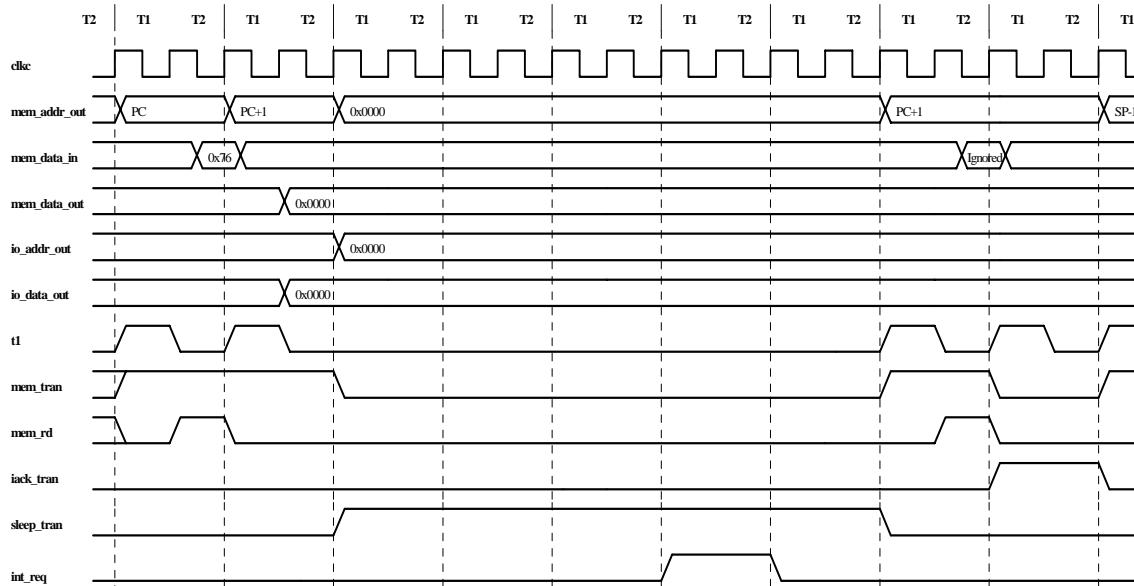 T2 T1 T2 T1 T2 T1 T2 T1 T2 T1 T2 T1 T2 T1 T2 T1 T2 T1 T2 T1
clkc
mem_addr_out PC PC+1 0x0000 PC+1 SP-1
mem_data_in 0x76 Ignored
mem_data_out 0x0000
io_addr_out 0x0000
io_data_out 0x0000
t1
mem_tran
mem_rd
iack_tran
sleep_tran
int_req